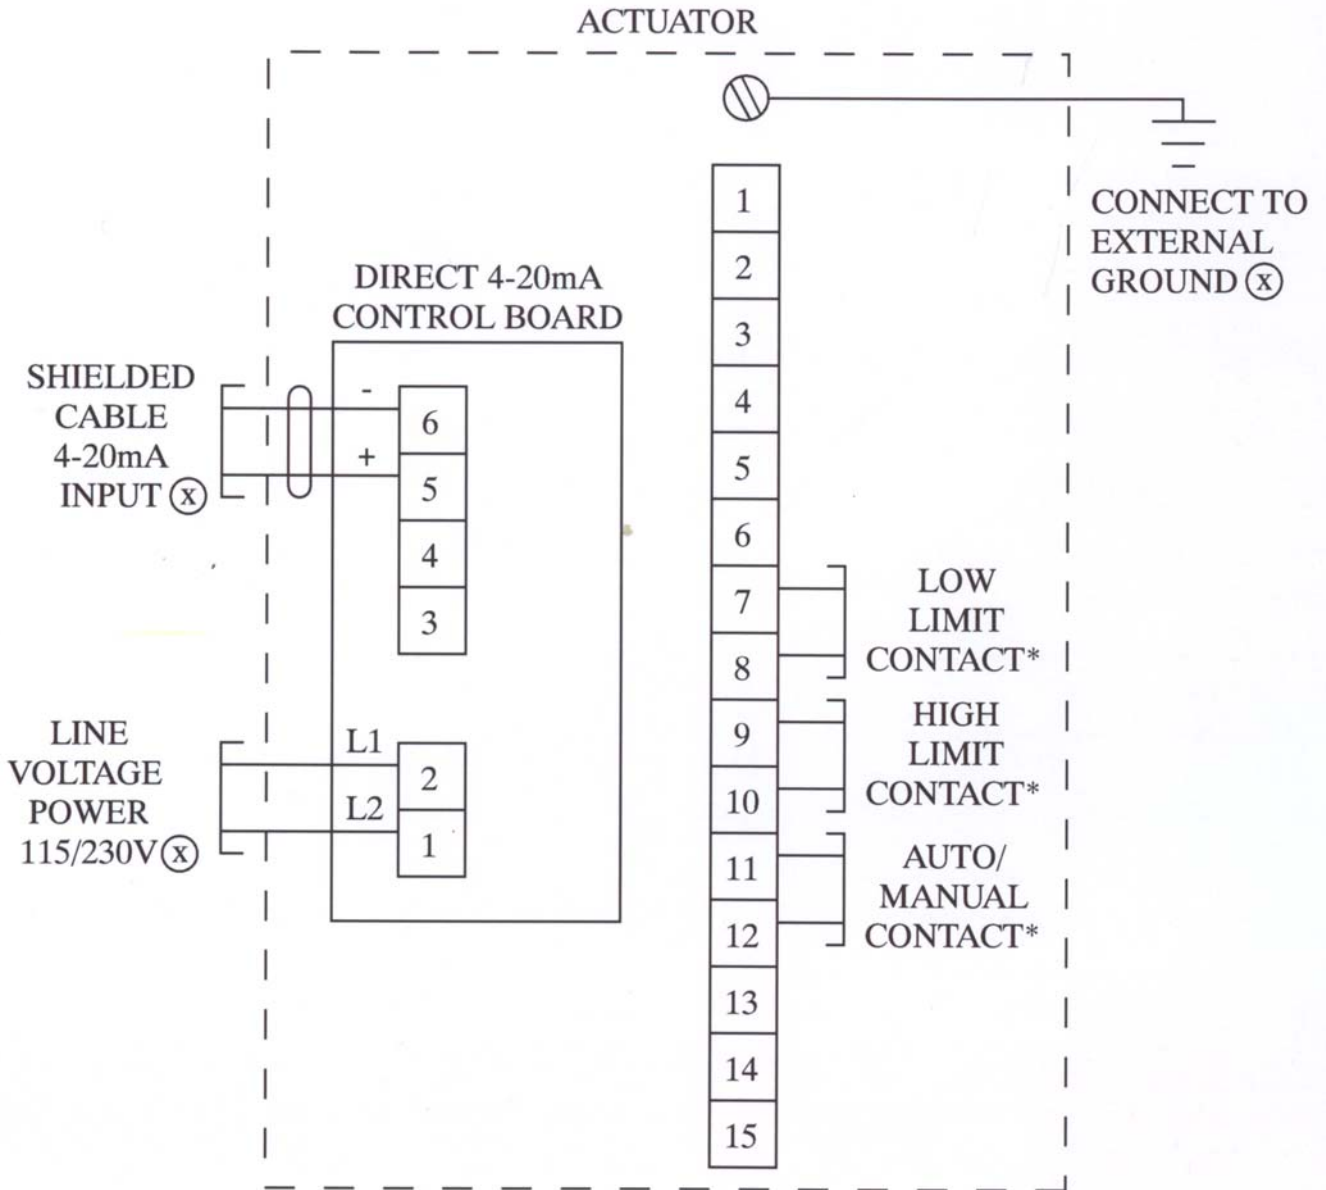 ACTUATOR
CONNECT TO
EXTERNAL
GROUND Ⓧ
DIRECT 4-20mA
CONTROL BOARD
SHIELDED
CABLE
4-20mA
INPUT Ⓧ
-
+
6
5
4
3
LINE
VOLTAGE
POWER
115/230V Ⓧ
L1
L2
2
1
1
2
3
4
5
6
7
8
9
10
11
12
13
14
15
LOW
LIMIT
CONTACT*
HIGH
LIMIT
CONTACT*
AUTO/
MANUAL
CONTACT*